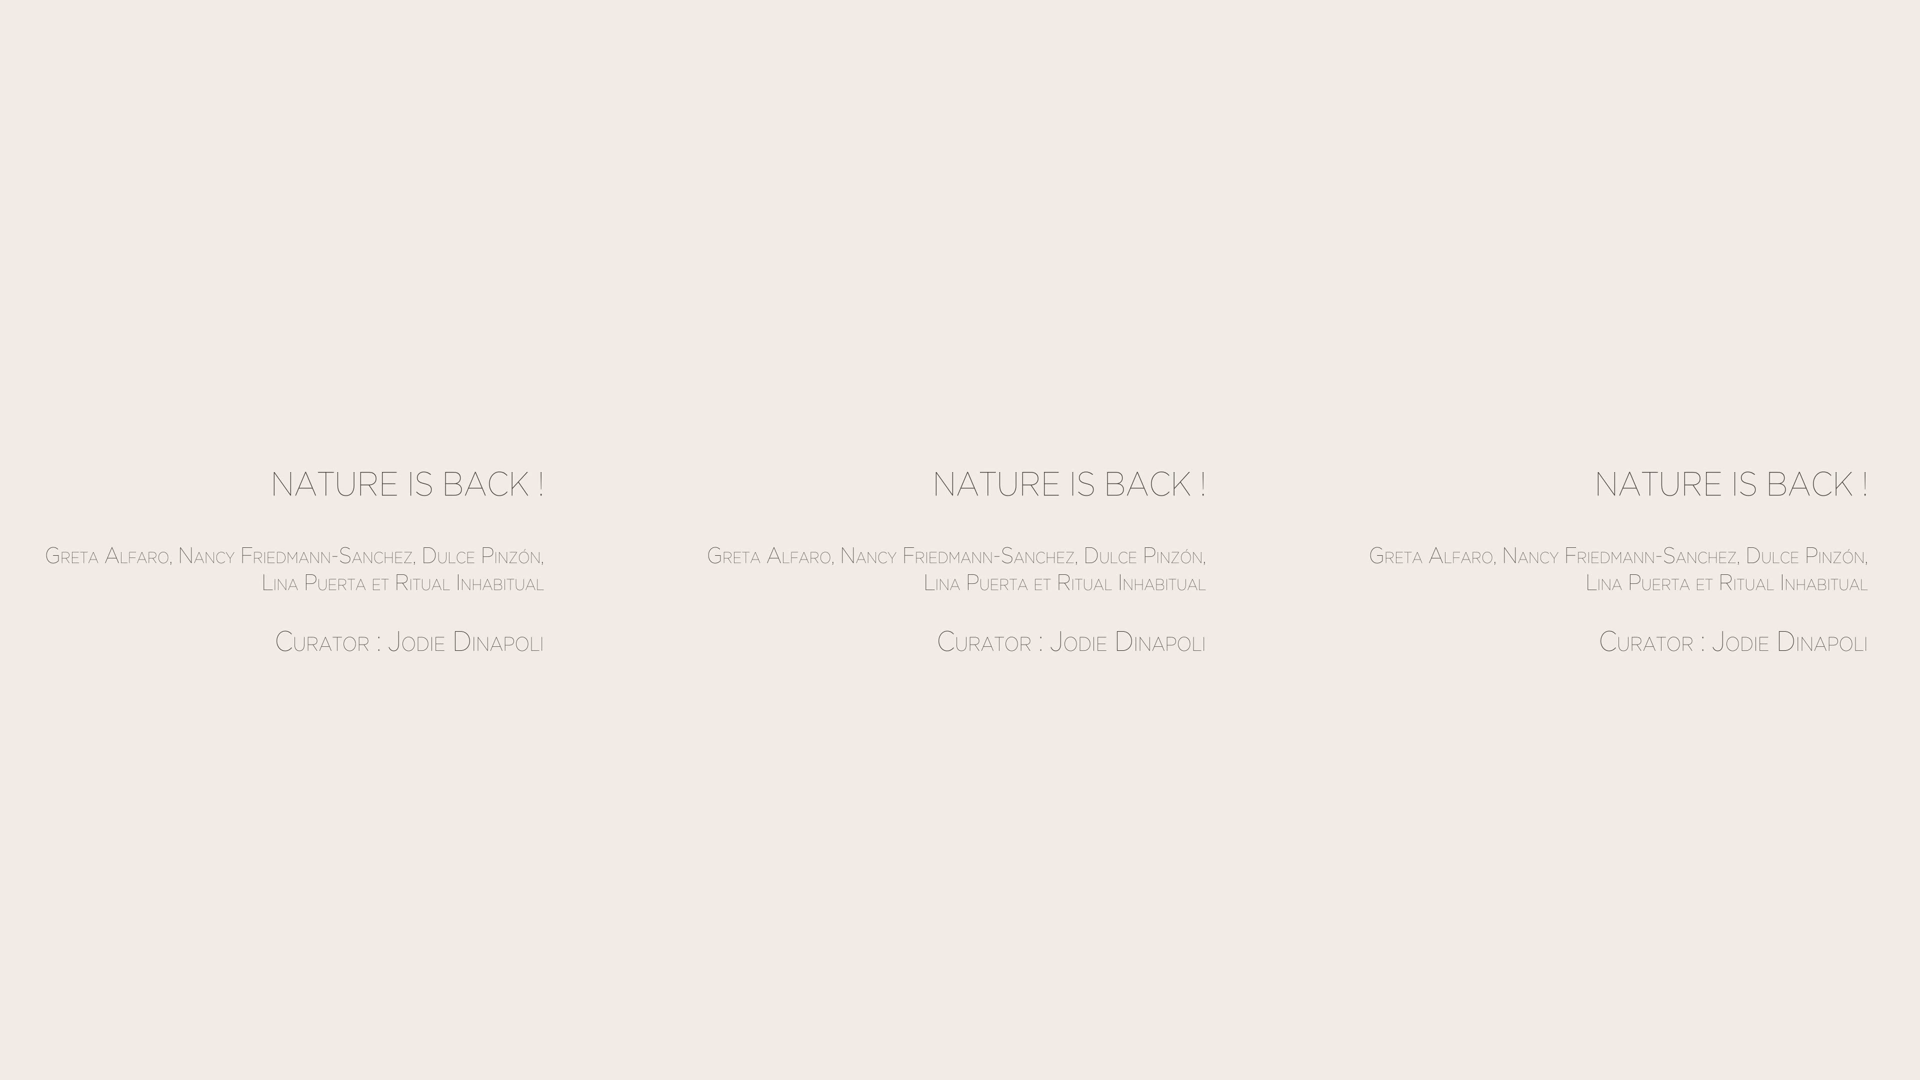 NATURE IS BACK !
Greta Alfaro, Nancy Friedmann-Sanchez, Dulce Pinzón,
Lina Puerta et Ritual Inhabitual
Curator : Jodie Dinapoli
NATURE IS BACK !
Greta Alfaro, Nancy Friedmann-Sanchez, Dulce Pinzón,
Lina Puerta et Ritual Inhabitual
Curator : Jodie Dinapoli
NATURE IS BACK !
Greta Alfaro, Nancy Friedmann-Sanchez, Dulce Pinzón,
Lina Puerta et Ritual Inhabitual
Curator : Jodie Dinapoli